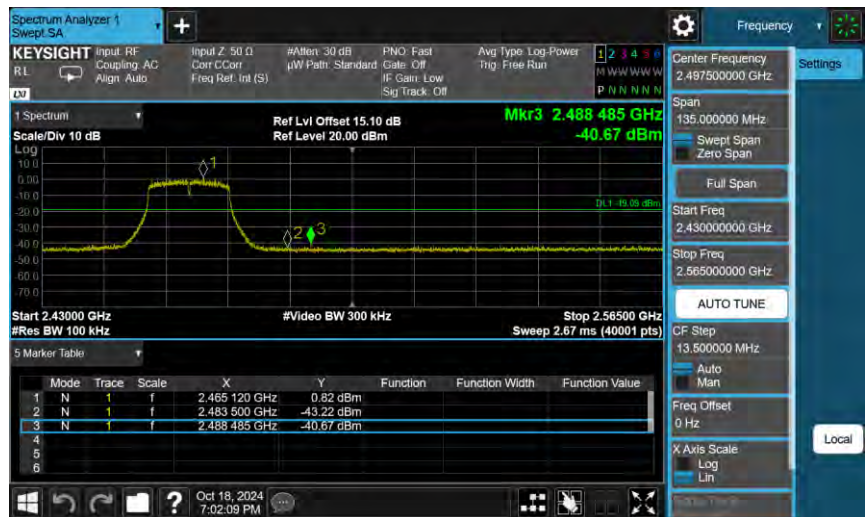 Spectrum Analyzer 1
Swept SA
+
Frequency
KEYSIGHT
RL
LXI
Input: RF
Coupling: AC
Align: Auto
Input Z: 50 Ω
Corr CCorr
Freq Ref: Int (S)
#Atten: 30 dB
µW Path: Standard
PNO: Fast
Gate: Off
IF Gain: Low
Sig Track: Off
Avg Type: Log-Power
Trig: Free Run
1 2 3 4 5 6
M W W W W W
P N N N N N
1 Spectrum
Scale/Div 10 dB
Ref Lvl Offset 15.10 dB
Ref Level 20.00 dBm
Mkr3 2.488 485 GHz
-40.67 dBm
Log
10.0
0.00
-10.0
-20.0
-30.0
-40.0
-50.0
-60.0
-70.0
1
2
3
DL1 -19.05 dBm
Start 2.43000 GHz
#Res BW 100 kHz
#Video BW 300 kHz
Stop 2.56500 GHz
Sweep 2.67 ms (40001 pts)
5 Marker Table
Mode Trace Scale X Y Function Function Width Function Value
1 N 1 f 2.465 120 GHz 0.82 dBm
2 N 1 f 2.483 500 GHz -43.22 dBm
3 N 1 f 2.488 485 GHz -40.67 dBm
4
5
6
Center Frequency
2.497500000 GHz
Settings
Span
135.000000 MHz
Swept Span
Zero Span
Full Span
Start Freq
2.430000000 GHz
Stop Freq
2.565000000 GHz
AUTO TUNE
CF Step
13.500000 MHz
Auto
Man
Freq Offset
0 Hz
X Axis Scale
Log
Lin
Local
?
Oct 18, 2024
7:02:09 PM